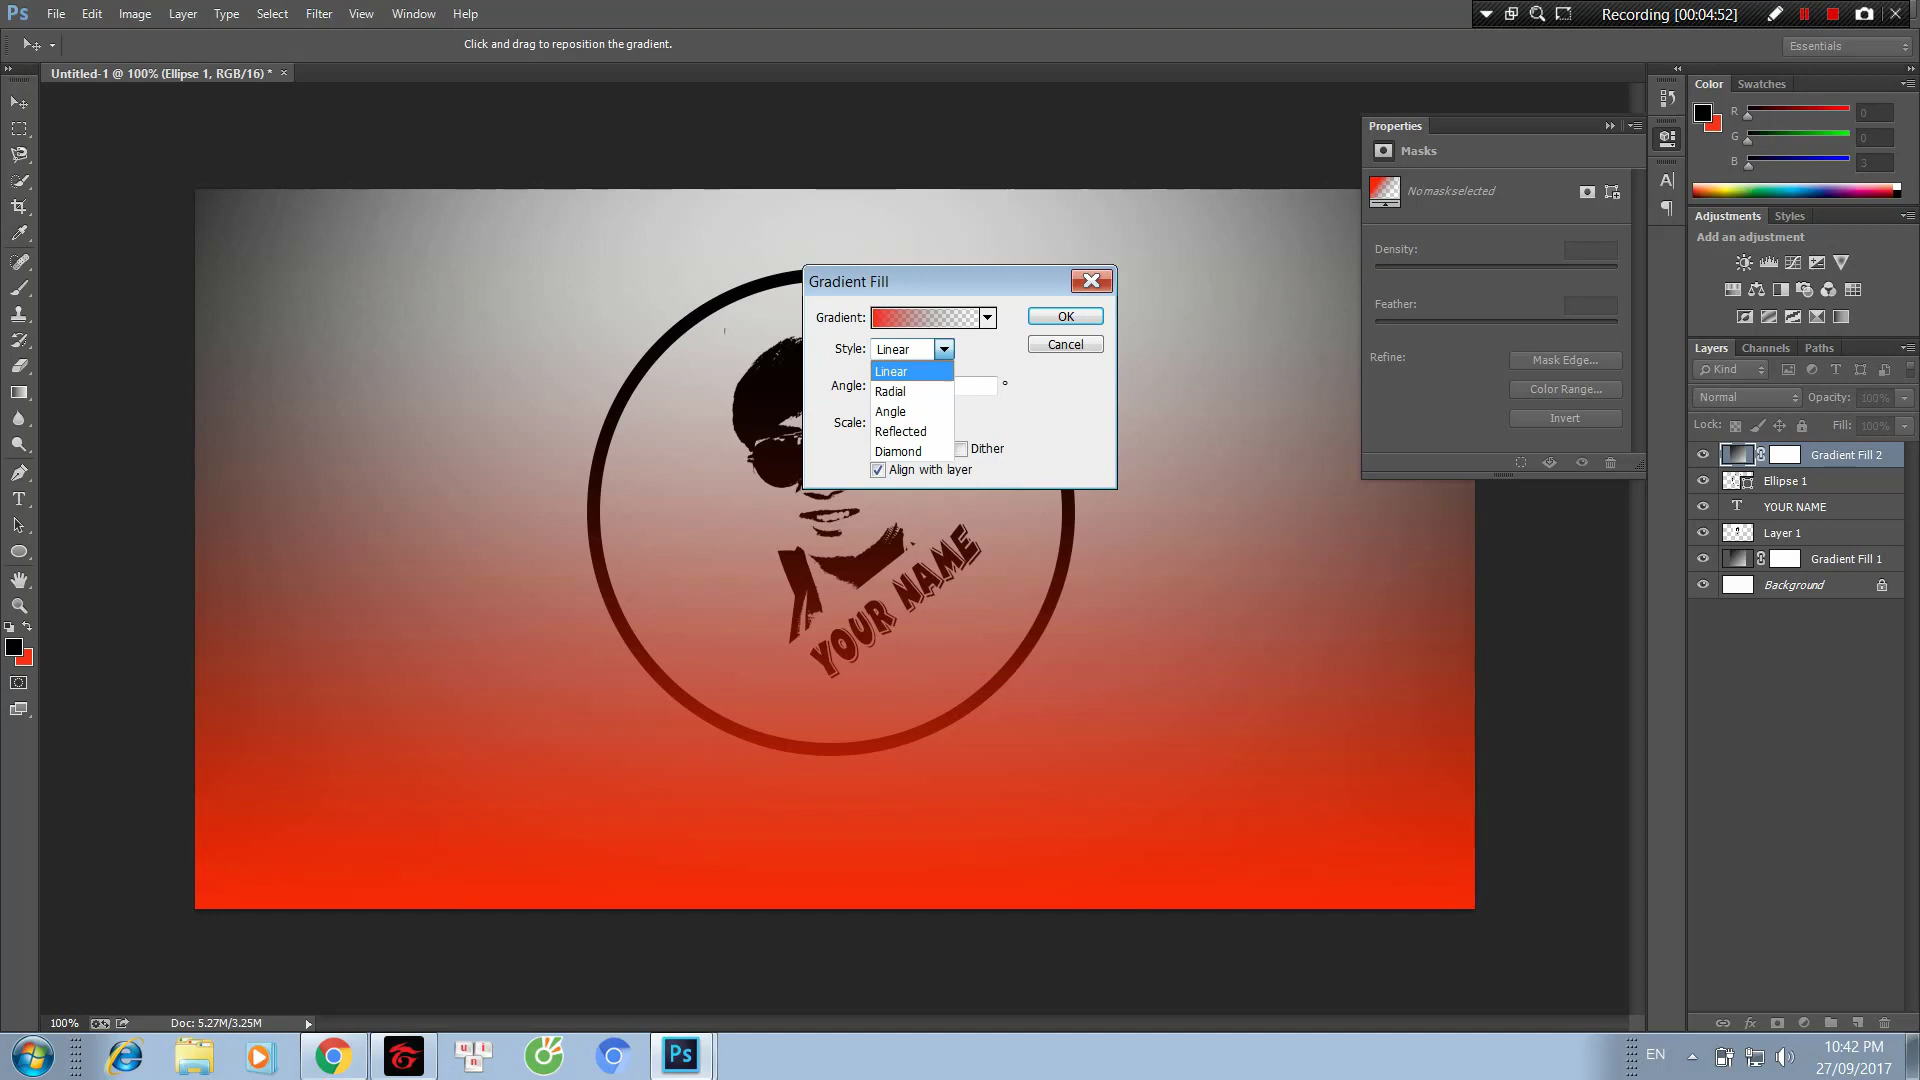 Ps File Edit Image Layer Type Select Filter View Window Help
Recording [00:04:52]
Click and drag to reposition the gradient.
Essentials
Untitled-1 @ 100% (Ellipse 1, RGB/16) * ×
Color Swatches
R 0
G 0
B 3
Properties
Masks
No mask selected
Density:
Feather:
Refine:
Mask Edge...
Color Range...
Invert
Adjustments Styles
Add an adjustment
Gradient Fill
Gradient:
OK
Style: Linear
Cancel
Linear
Radial
Angle
Reflected
Diamond
Angle: °
Scale:
Dither
Align with layer
YOUR NAME
Layers Channels Paths
Kind
Normal Opacity: 100%
Lock: Fill: 100%
Gradient Fill 2
Ellipse 1
T YOUR NAME
Layer 1
Gradient Fill 1
Background
100% Doc: 5.27M/3.25M
u i n
Ps
EN
10:42 PM
27/09/2017